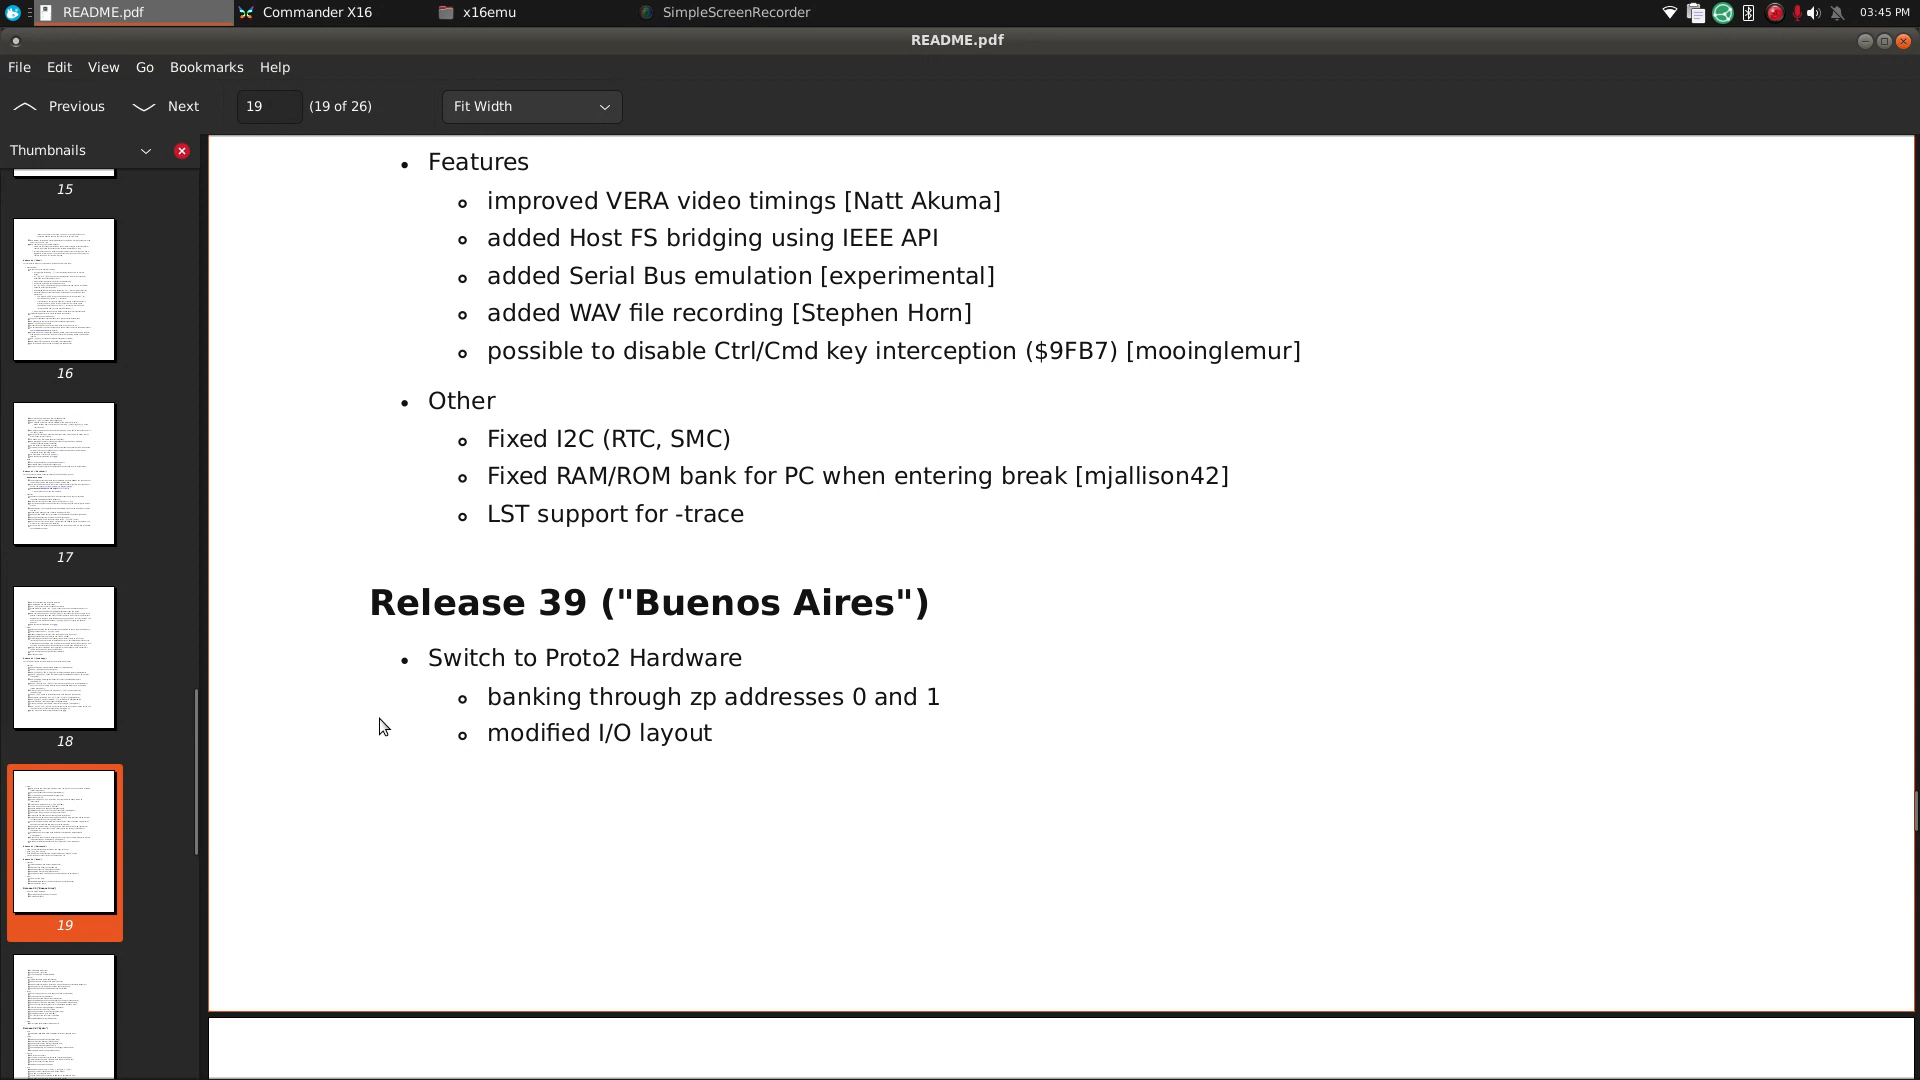 README.pdf
Commander X16
x16emu
SimpleScreenRecorder
03:45 PM
README.pdf
File Edit View Go Bookmarks Help
Previous Next 19 (19 of 26) Fit Width
Thumbnails
15
16
17
18
19
• Features
improved VERA video timings [Natt Akuma]
added Host FS bridging using IEEE API
added Serial Bus emulation [experimental]
added WAV file recording [Stephen Horn]
possible to disable Ctrl/Cmd key interception ($9FB7) [mooinglemur]
• Other
Fixed I2C (RTC, SMC)
Fixed RAM/ROM bank for PC when entering break [mjallison42]
LST support for -trace
Release 39 ("Buenos Aires")
• Switch to Proto2 Hardware
banking through zp addresses 0 and 1
modified I/O layout